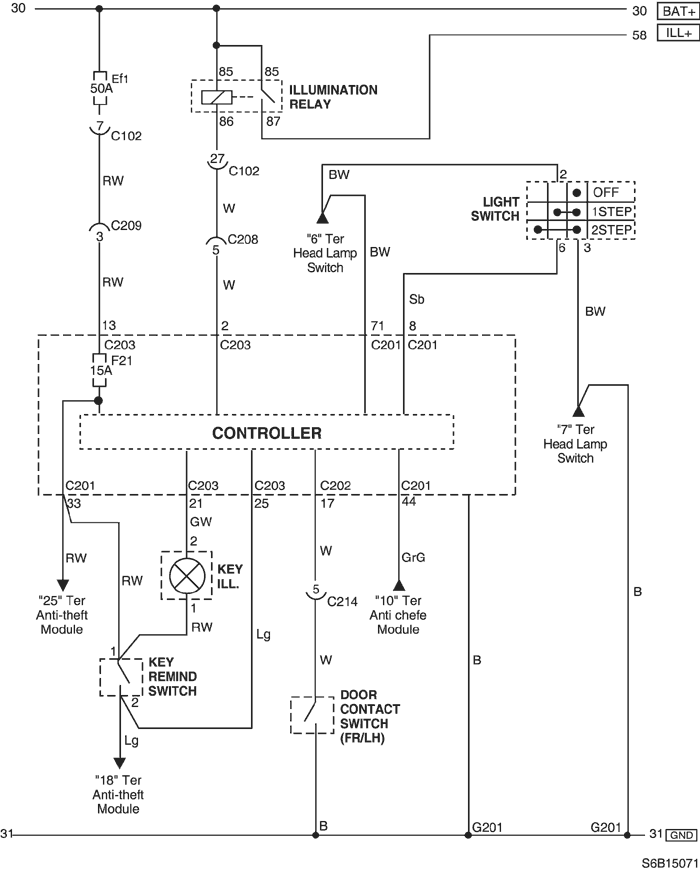 30
30 BAT+
58 ILL+
Ef1
50A
85
85
ILLUMINATION
RELAY
86
87
7
C102
27
C102
RW
W
BW
2
LIGHT
SWITCH
OFF
1STEP
2STEP
6
3
C209
3
C208
5
"6" Ter
Head Lamp
Switch
BW
RW
W
Sb
BW
13
2
71
8
C203
C203
C201
C201
F21
15A
CONTROLLER
"7" Ter
Head Lamp
Switch
C201
C203
C203
C202
C201
33
21
25
17
44
GW
RW
2
KEY
ILL.
1
RW
RW
W
GrG
5
C214
"25" Ter
Anti-theft
Module
"10" Ter
Anti chefe
Module
B
Lg
B
W
1
KEY
REMIND
SWITCH
2
DOOR
CONTACT
SWITCH
(FR/LH)
Lg
"18" Ter
Anti-theft
Module
31
B
G201
G201
31 GND
S6B15071